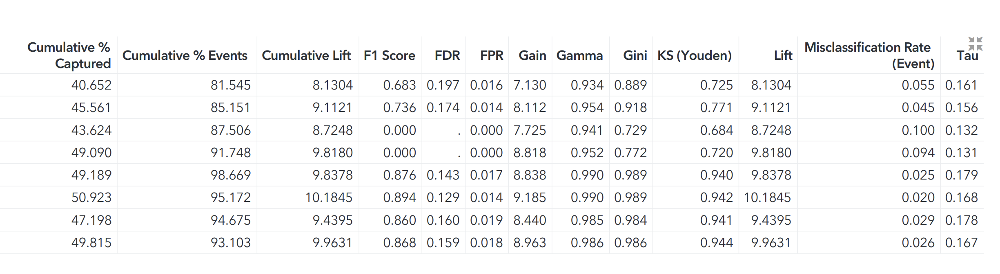 Cumulative % Captured Cumulative % Events Cumulative Lift F1 Score FDR FPR Gain Gamma Gini KS (Youden) Lift Misclassification Rate (Event) Tau
40.652 81.545 8.1304 0.683 0.197 0.016 7.130 0.934 0.889 0.725 8.1304 0.055 0.161
45.561 85.151 9.1121 0.736 0.174 0.014 8.112 0.954 0.918 0.771 9.1121 0.045 0.156
43.624 87.506 8.7248 0.000 . 0.000 7.725 0.941 0.729 0.684 8.7248 0.100 0.132
49.090 91.748 9.8180 0.000 . 0.000 8.818 0.952 0.772 0.720 9.8180 0.094 0.131
49.189 98.669 9.8378 0.876 0.143 0.017 8.838 0.990 0.989 0.940 9.8378 0.025 0.179
50.923 95.172 10.1845 0.894 0.129 0.014 9.185 0.990 0.989 0.942 10.1845 0.020 0.168
47.198 94.675 9.4395 0.860 0.160 0.019 8.440 0.985 0.984 0.941 9.4395 0.029 0.178
49.815 93.103 9.9631 0.868 0.159 0.018 8.963 0.986 0.986 0.944 9.9631 0.026 0.167